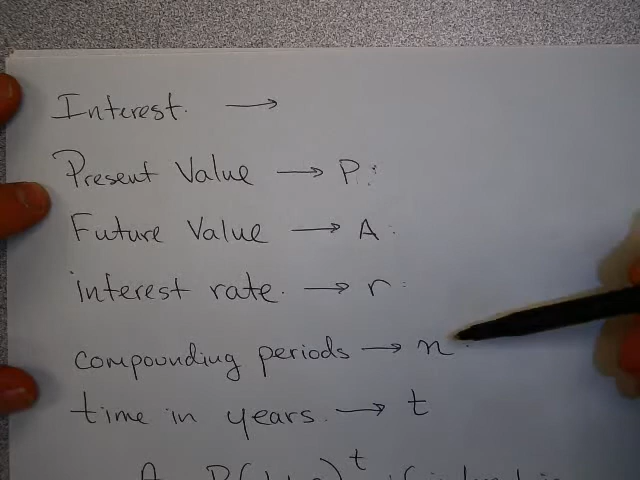 Interest. →
Present Value → P:
Future Value → A:
interest rate. → r:
compounding periods → n:
time in years. → t